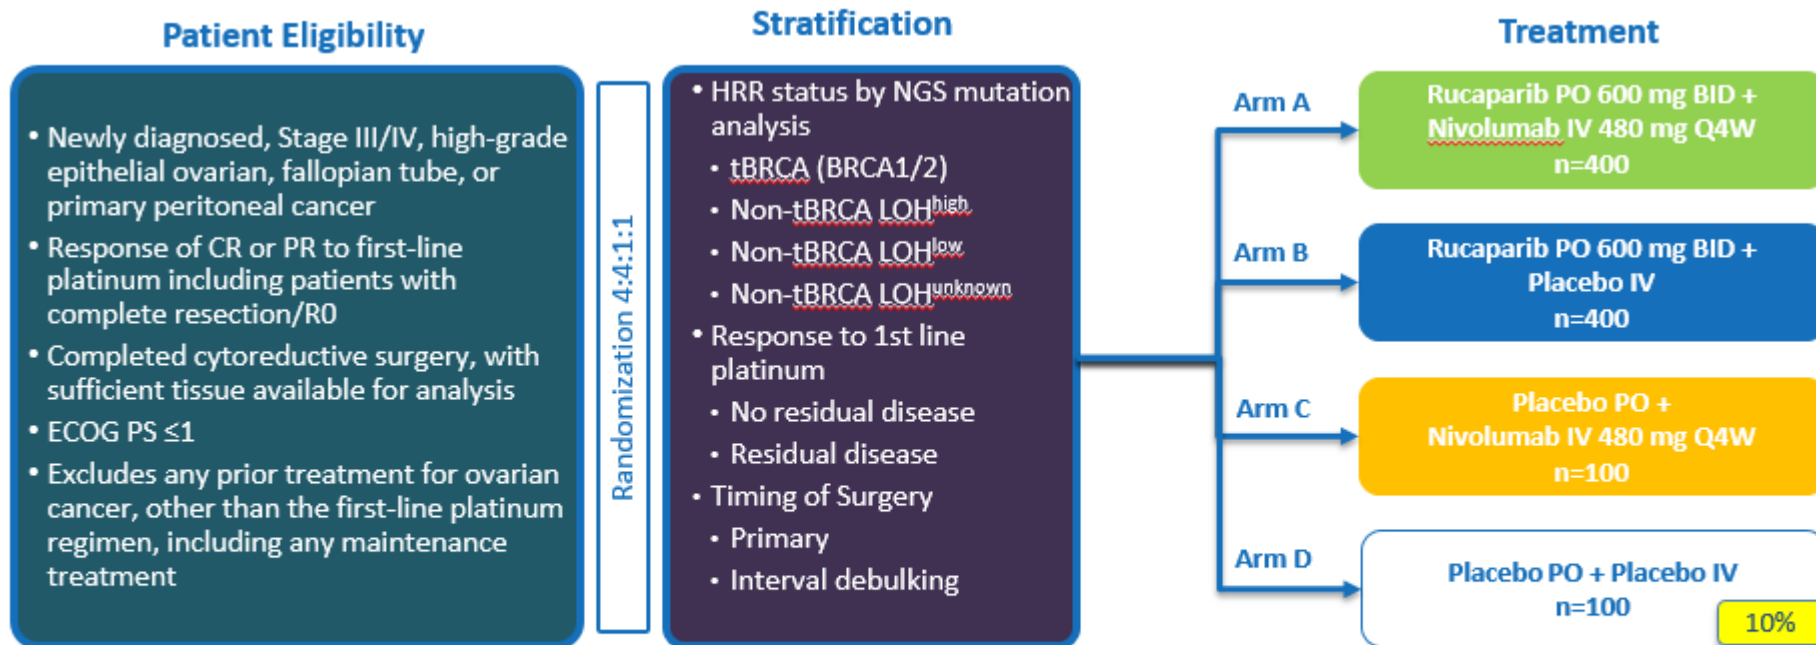 Patient Eligibility
• Newly diagnosed, Stage III/IV, high-grade
epithelial ovarian, fallopian tube, or
primary peritoneal cancer
• Response of CR or PR to first-line
platinum including patients with
complete resection/R0
• Completed cytoreductive surgery, with
sufficient tissue available for analysis
• ECOG PS ≤1
• Excludes any prior treatment for ovarian
cancer, other than the first-line platinum
regimen, including any maintenance
treatment
Randomization 4:4:1:1
Stratification
• HRR status by NGS mutation
analysis
• tBRCA (BRCA1/2)
• Non-tBRCA LOHhigh
• Non-tBRCA LOHlow
• Non-tBRCA LOHunknown
• Response to 1st line
platinum
• No residual disease
• Residual disease
• Timing of Surgery
• Primary
• Interval debulking
Treatment
Arm A
Rucaparib PO 600 mg BID +
Nivolumab IV 480 mg Q4W
n=400
Arm B
Rucaparib PO 600 mg BID +
Placebo IV
n=400
Arm C
Placebo PO +
Nivolumab IV 480 mg Q4W
n=100
Arm D
Placebo PO + Placebo IV
n=100
10%